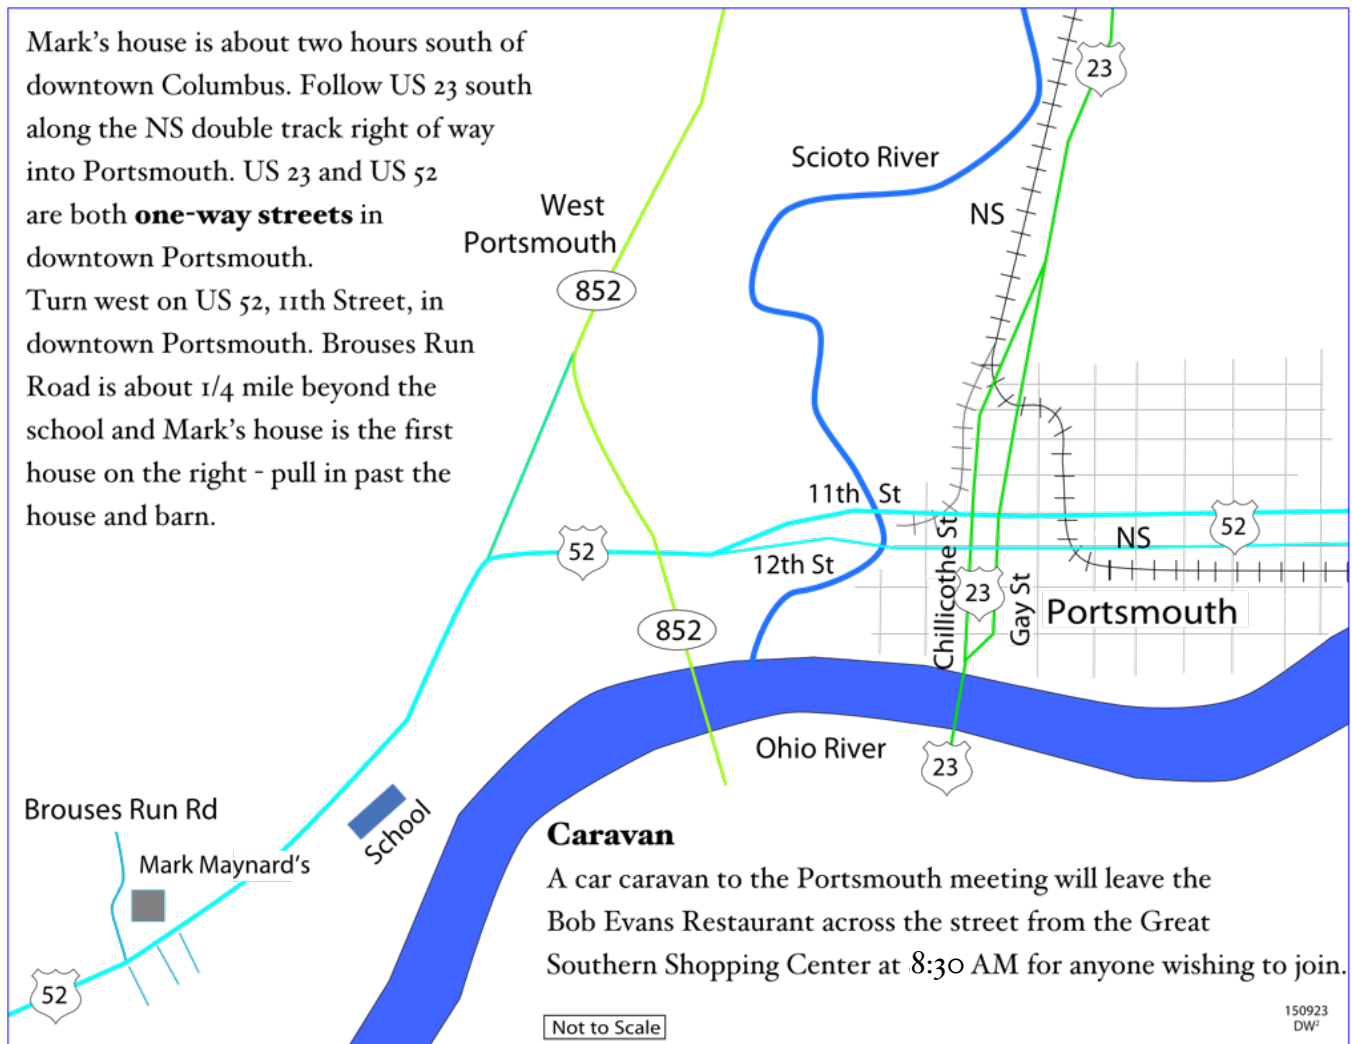 Mark’s house is about two hours south of
downtown Columbus. Follow US 23 south
along the NS double track right of way
into Portsmouth. US 23 and US 52
are both one-way streets in
downtown Portsmouth.
Turn west on US 52, 11th Street, in
downtown Portsmouth. Brouses Run
Road is about 1/4 mile beyond the
school and Mark’s house is the first
house on the right - pull in past the
house and barn.
23
Scioto River
West
Portsmouth
NS
852
11th St
52
52
NS
12th St
Chillicothe St
23
Gay St
Portsmouth
852
Ohio River
23
Brouses Run Rd
School
Mark Maynard’s
52
Caravan
A car caravan to the Portsmouth meeting will leave the
Bob Evans Restaurant across the street from the Great
Southern Shopping Center at 8:30 AM for anyone wishing to join.
Not to Scale
150923
DW²